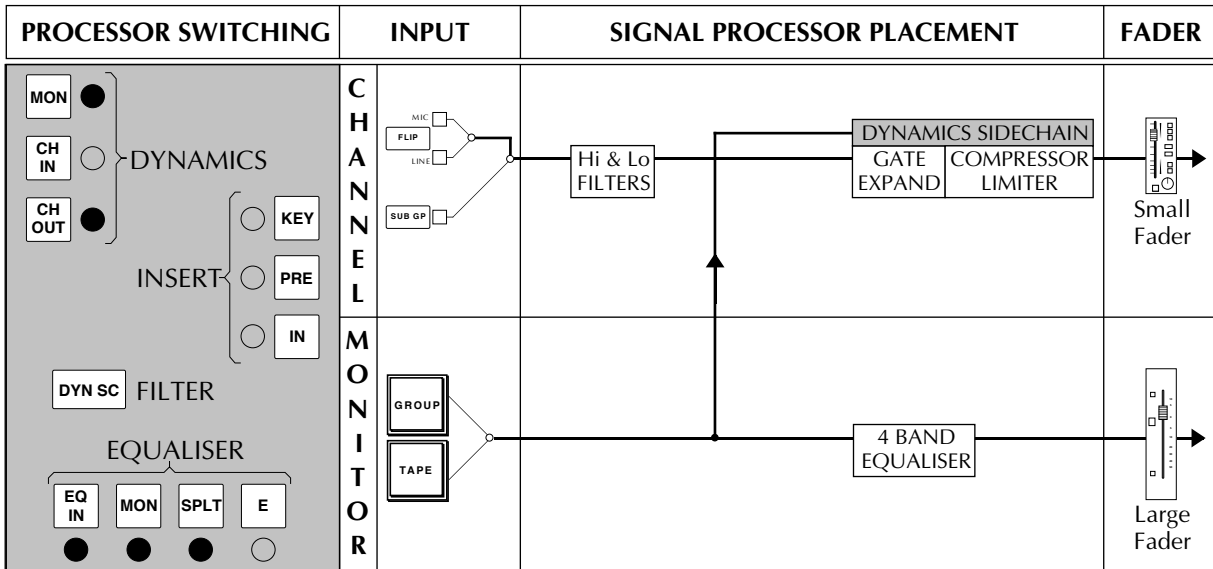 PROCESSOR SWITCHING
INPUT
SIGNAL PROCESSOR PLACEMENT
FADER
MON
CH
IN
CH
OUT
DYNAMICS
KEY
PRE
IN
INSERT
DYN SC
FILTER
EQUALISER
EQ
IN
MON
SPLT
E
C
H
A
N
N
E
L
MIC
FLIP
LINE
SUB GP
Hi & Lo
FILTERS
DYNAMICS SIDECHAIN
GATE
EXPAND
COMPRESSOR
LIMITER
Small
Fader
M
O
N
I
T
O
R
GROUP
TAPE
4 BAND
EQUALISER
Large
Fader